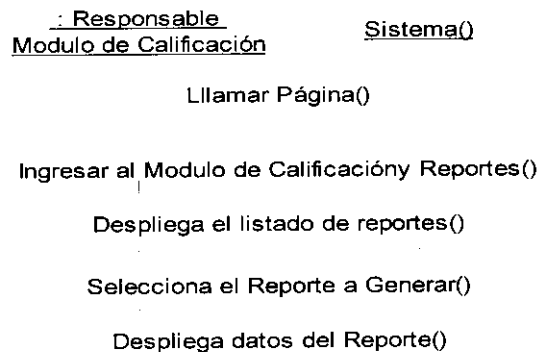 : Responsable
Modulo de Calificación
Sistema()
Lllamar Página()
Ingresar al Modulo de Calificacióny Reportes()
Despliega el listado de reportes()
Selecciona el Reporte a Generar()
Despliega datos del Reporte()